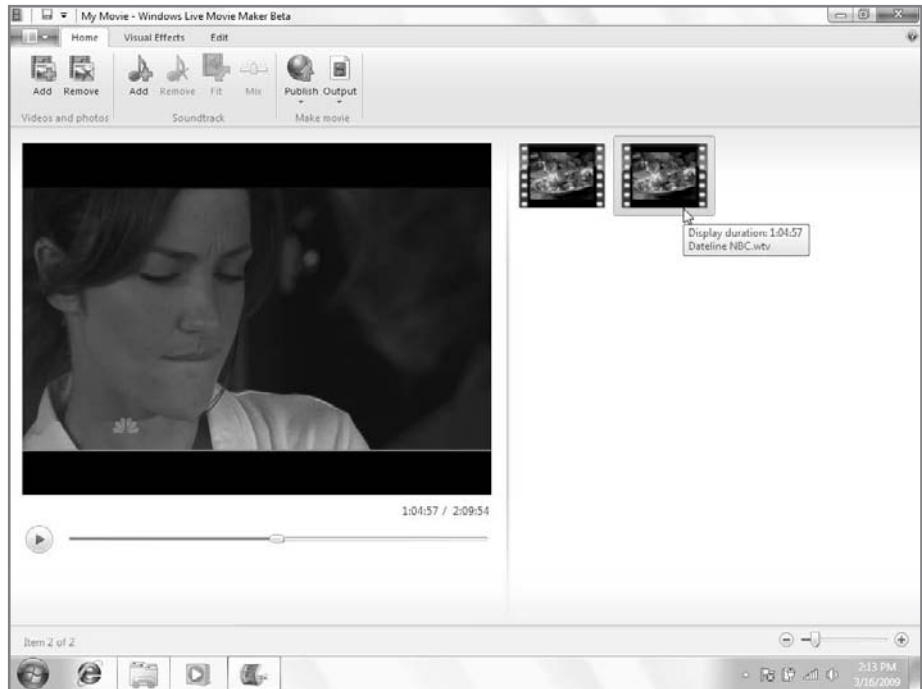 My Movie - Windows Live Movie Maker Beta
Home Visual Effects Edit
Add Remove Add Remove Fit Mix Publish Output
Videos and photos Soundtrack Make movie
Display duration: 1:04:57
Dateline NBC.wtv
1:04:57 / 2:09:54
Item 2 of 2
2:13 PM
3/16/2009